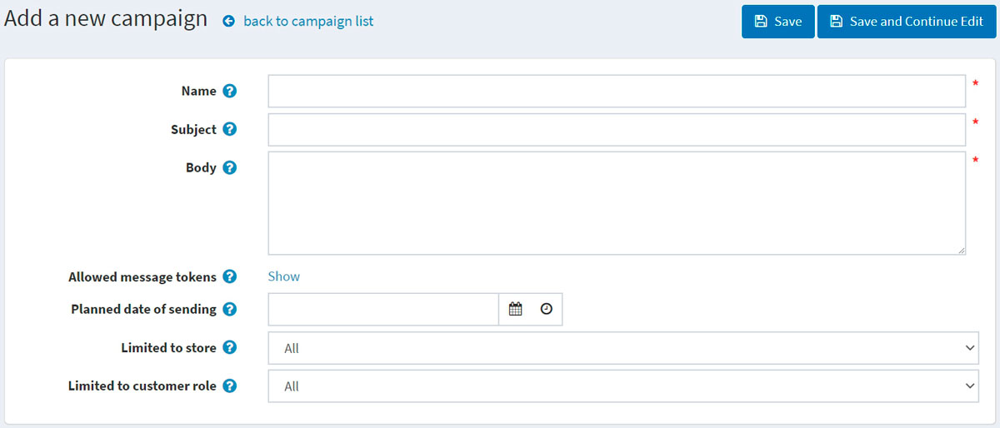 Add a new campaign back to campaign list Save Save and Continue Edit
Name ? *
Subject ? *
Body ? *
Allowed message tokens ? Show
Planned date of sending ?
Limited to store ? All
Limited to customer role ? All